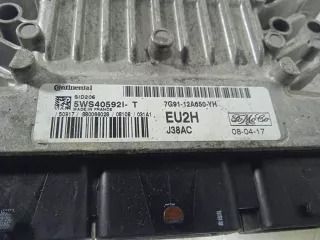 Continental
SID206
5WS40592I- T 7G91-12A650-YH
MADE IN FRANCE
EU2H
J38AC 08-04-17